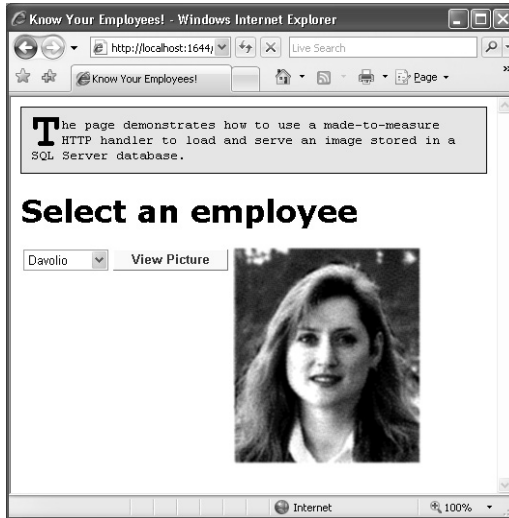 Know Your Employees! - Windows Internet Explorer
http://localhost:1644/
Live Search
Know Your Employees!
Page
The page demonstrates how to use a made-to-measure
HTTP handler to load and serve an image stored in a
SQL Server database.
Select an employee
Davolio
View Picture
Internet
100%